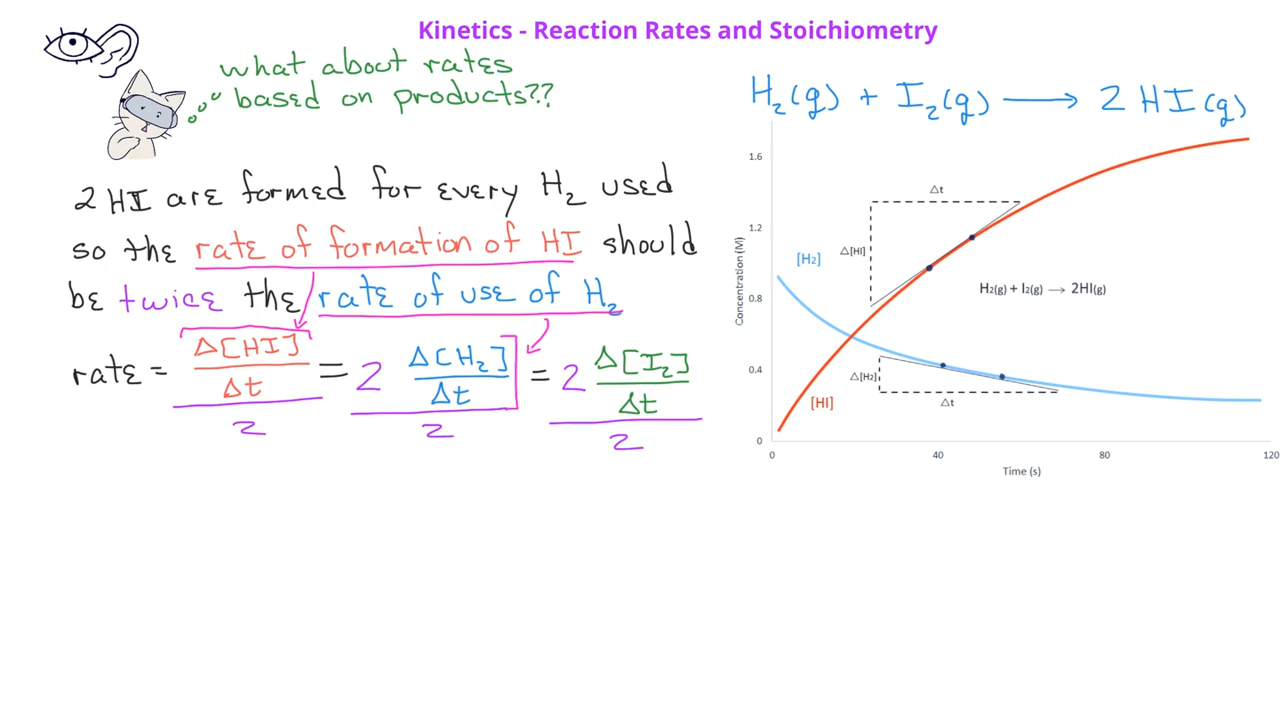 Kinetics - Reaction Rates and Stoichiometry
what about rates
based on products??
H₂(g) + I₂(g) ⟶ 2 HI(g)
2 HI are formed for every H₂ used
so the rate of formation of HI should
be twice the rate of use of H₂
rate = Δ[HI]/Δt = 2 Δ[H₂]/Δt = 2 Δ[I₂]/Δt
2 2 2
1.6
1.2
0.8
0.4
0
Concentration (M)
Δt
Δ[HI]
[H₂]
H₂(g) + I₂(g) ⟶ 2HI(g)
Δ[H₂]
Δt
[HI]
0 40 80 120
Time (s)